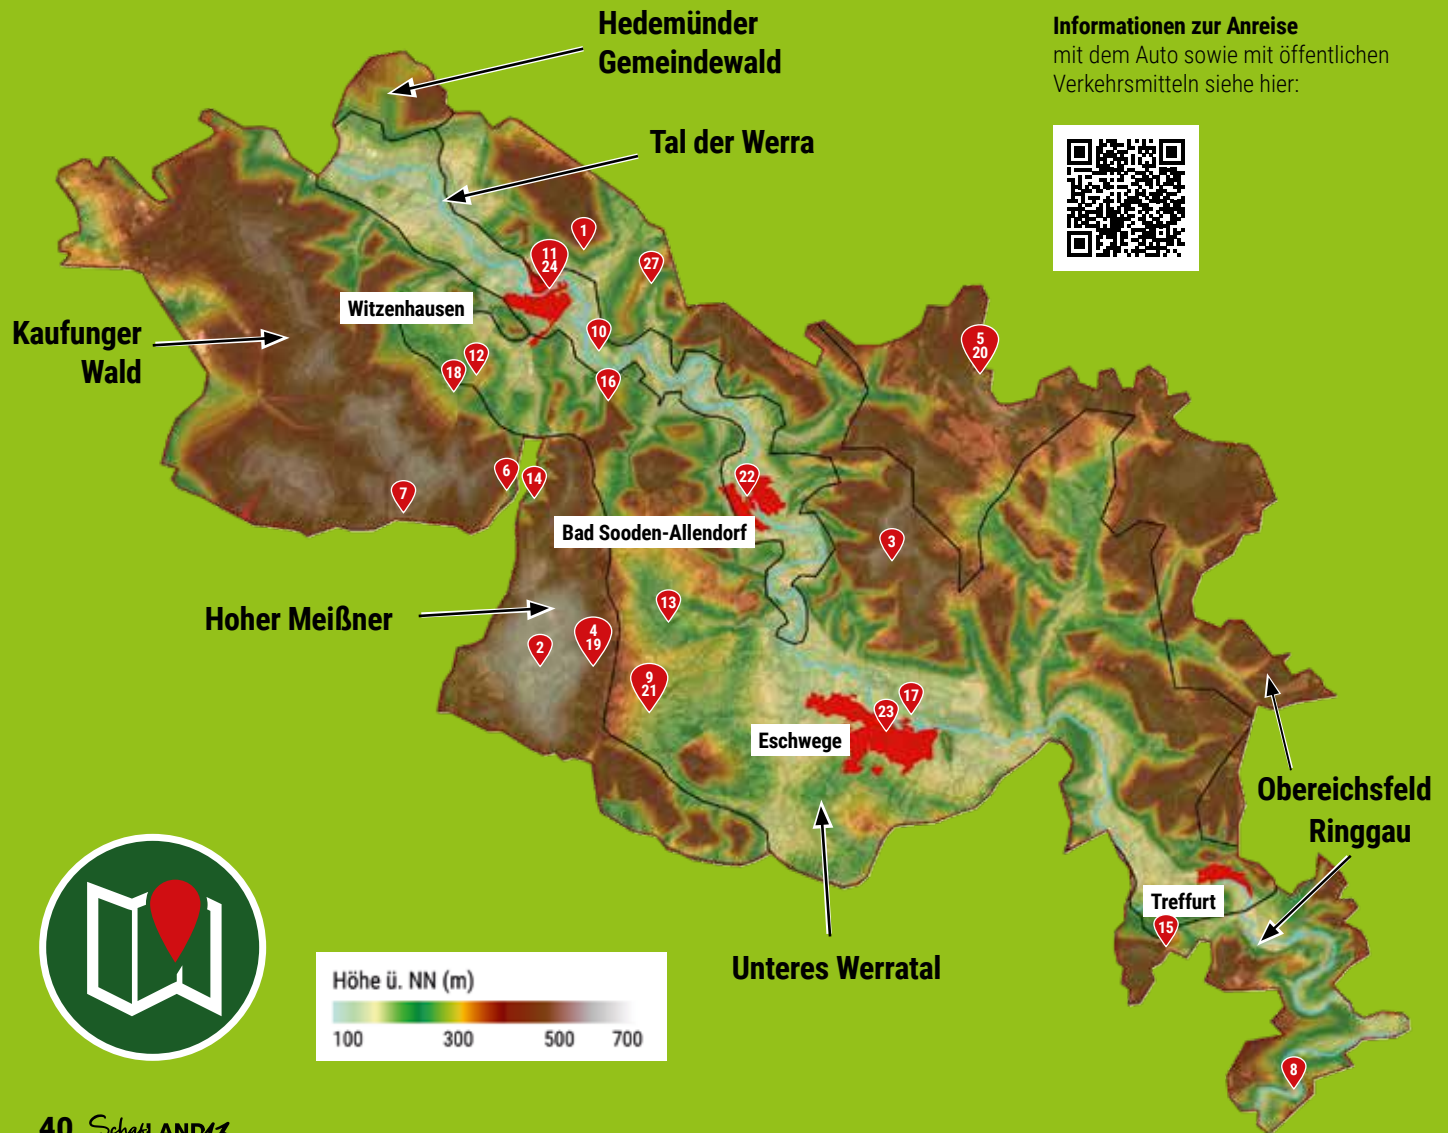 Hedemünder
Gemeindewald
Informationen zur Anreise
mit dem Auto sowie mit öffentlichen
Verkehrsmitteln siehe hier:
Tal der Werra
1
11
24
27
Witzenhausen
10
Kaufunger
Wald
5
20
12
18
16
6
14
22
7
Bad Sooden-Allendorf
3
Hoher Meißner
13
4
19
2
9
21
17
23
Eschwege
Obereichsfeld
Ringgau
Treffurt
15
Unteres Werratal
Höhe ü. NN (m)
100 300 500 700
8
40 SchatzLAND